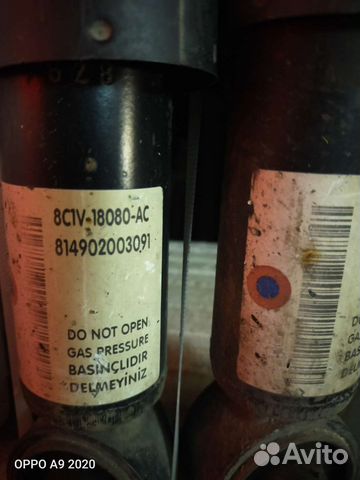 8C1V-18080-AC
814902003091
DO NOT OPEN
GAS PRESSURE
BASINÇLIDIR
DELMEYİNİZ
OPPO A9 2020
Avito